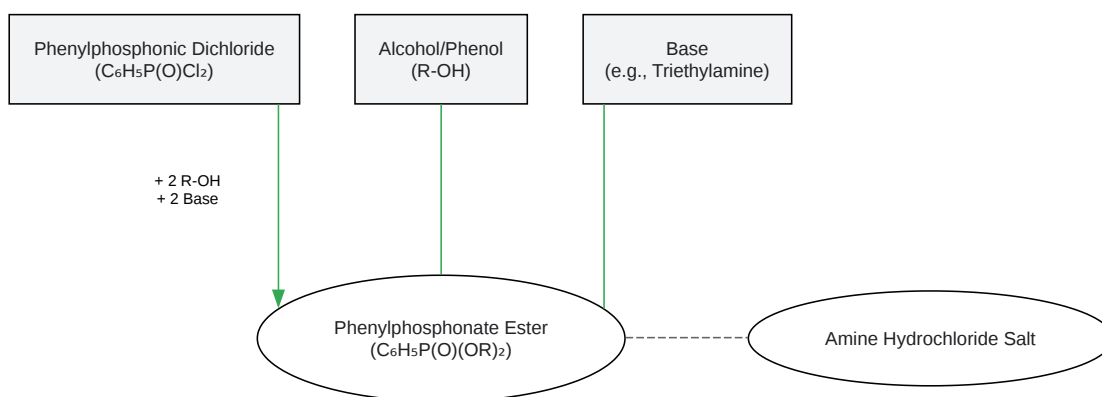 Phenylphosphonic Dichloride
(C₆H₅P(O)Cl₂)
Alcohol/Phenol
(R-OH)
Base
(e.g., Triethylamine)
+ 2 R-OH
+ 2 Base
Phenylphosphonate Ester
(C₆H₅P(O)(OR)₂)
Amine Hydrochloride Salt